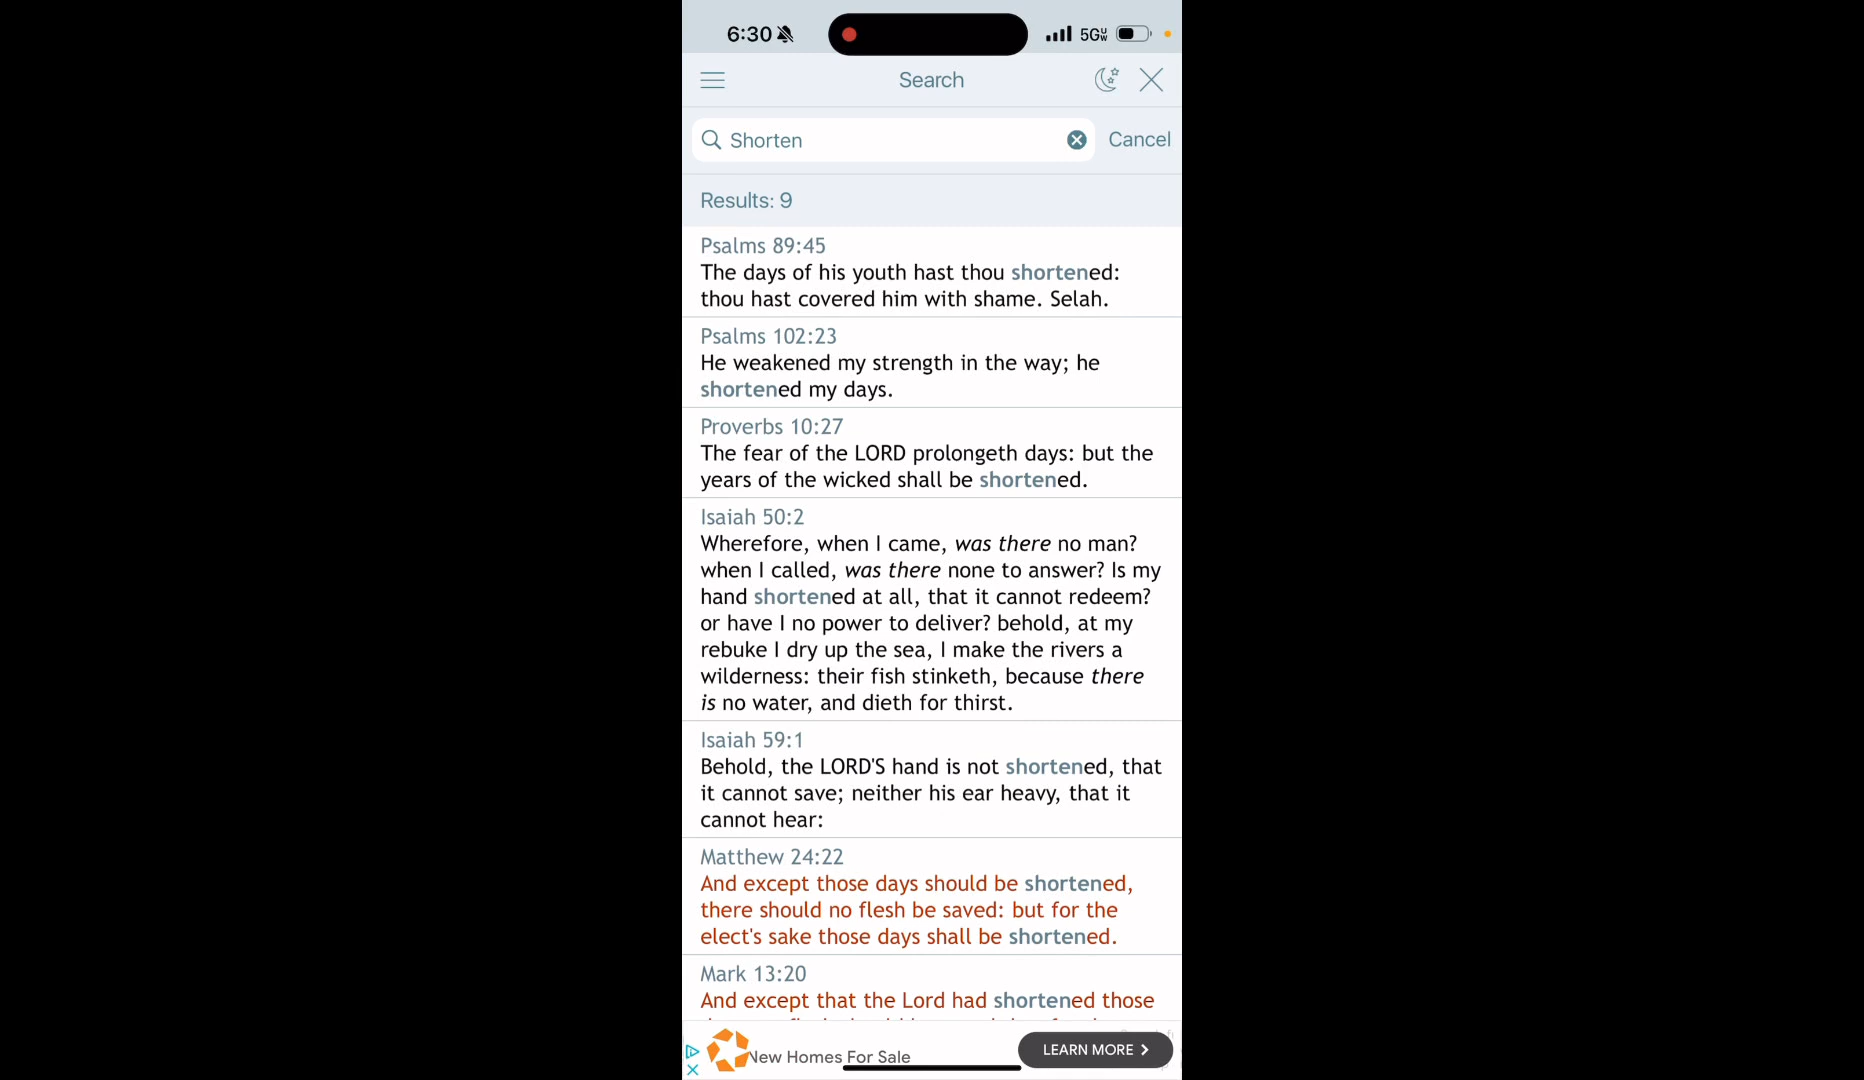 6:30
5G UW
Search
Shorten
Cancel
Results: 9
Psalms 89:45
The days of his youth hast thou shortened:
thou hast covered him with shame. Selah.
Psalms 102:23
He weakened my strength in the way; he
shortened my days.
Proverbs 10:27
The fear of the LORD prolongeth days: but the
years of the wicked shall be shortened.
Isaiah 50:2
Wherefore, when I came, was there no man?
when I called, was there none to answer? Is my
hand shortened at all, that it cannot redeem?
or have I no power to deliver? behold, at my
rebuke I dry up the sea, I make the rivers a
wilderness: their fish stinketh, because there
is no water, and dieth for thirst.
Isaiah 59:1
Behold, the LORD'S hand is not shortened, that
it cannot save; neither his ear heavy, that it
cannot hear:
Matthew 24:22
And except those days should be shortened,
there should no flesh be saved: but for the
elect's sake those days shall be shortened.
Mark 13:20
And except that the Lord had shortened those
New Homes For Sale
LEARN MORE